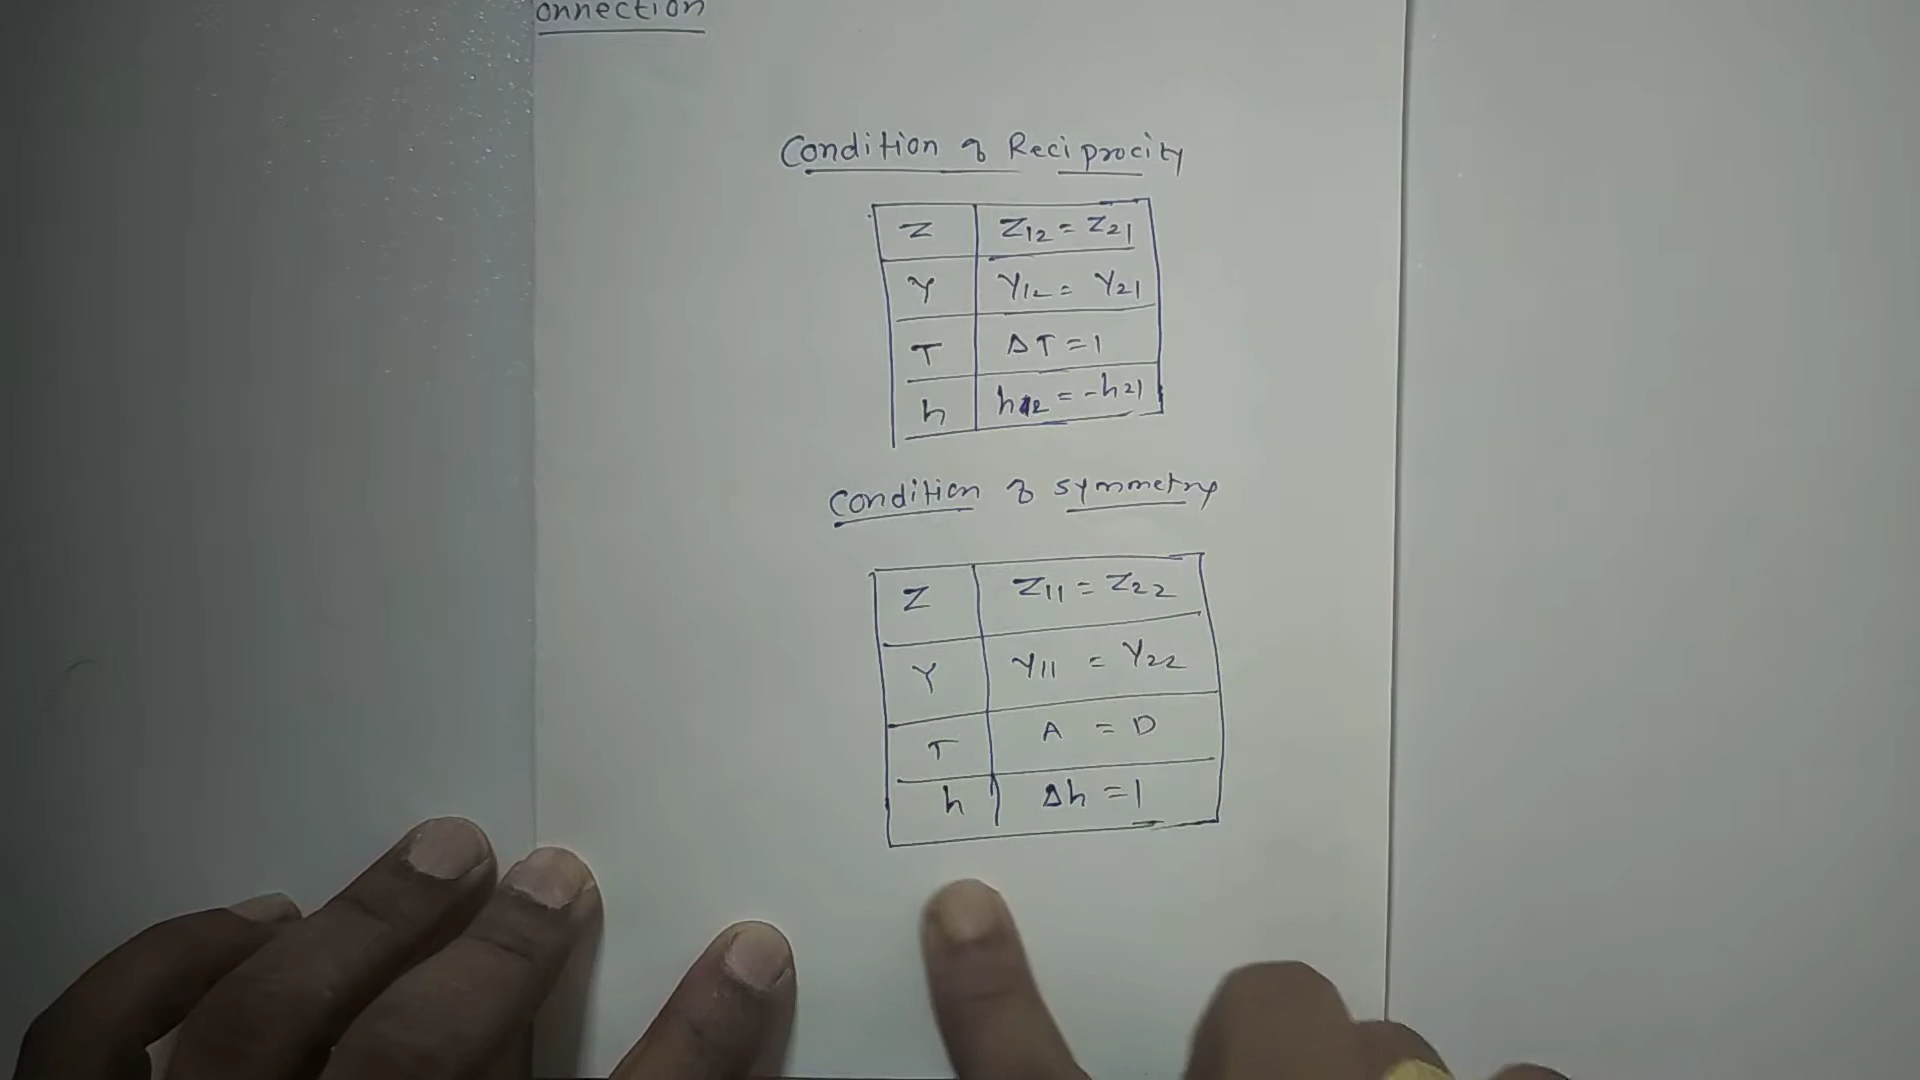 onnection
Condition of Reciprocity
Z Z12 = Z21
Y Y12 = Y21
T ΔT = 1
h h12 = -h21
Condition of symmetry
Z Z11 = Z22
Y Y11 = Y22
T A = D
h Δh = 1